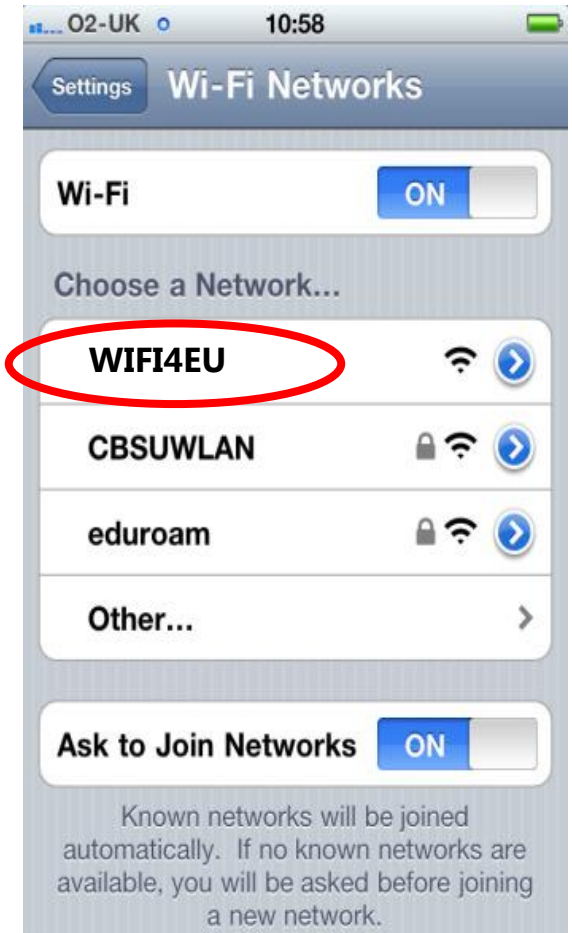 O2-UK 10:58
Settings Wi-Fi Networks
Wi-Fi ON
Choose a Network...
WIFI4EU
CBSUWLAN
eduroam
Other...
Ask to Join Networks ON
Known networks will be joined
automatically. If no known networks are
available, you will be asked before joining
a new network.